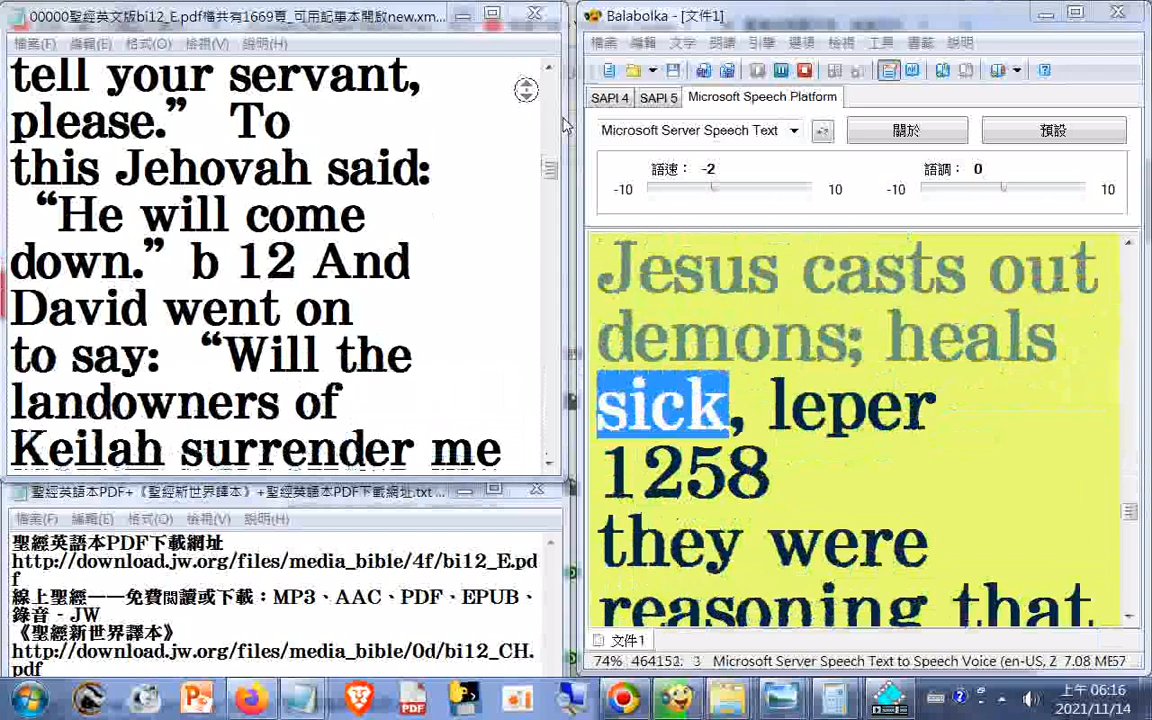 00000聖經英文版bi12_E.pdf檔共有1669頁_可用記事本開啟new.xm...
檔案(F) 編輯(E) 格式(O) 檢視(V) 說明(H)
tell your servant,
please.” To
this Jehovah said:
“He will come
down.” b 12 And
David went on
to say: “Will the
landowners of
Keilah surrender me
聖經英語本PDF+《聖經新世界譯本》+聖經英語本PDF下載網址.txt ...
檔案(F) 編輯(E) 格式(O) 檢視(V) 說明(H)
聖經英語本PDF下載網址
http://download.jw.org/files/media_bible/4f/bi12_E.pd
f
線上聖經——免費閱讀或下載：MP3、AAC、PDF、EPUB、
錄音 - JW
《聖經新世界譯本》
http://download.jw.org/files/media_bible/0d/bi12_CH.
pdf
Balabolka - [文件1]
檔案 編輯 文字 朗讀 引擎 選項 檢視 工具 書籤 說明
SAPI 4 SAPI 5 Microsoft Speech Platform
Microsoft Server Speech Text 關於 預設
語速： -2 語調： 0
-10 10 -10 10
Jesus casts out
demons; heals
sick, leper
1258
they were
reasoning that
文件1
74% 464152: 3 Microsoft Server Speech Text to Speech Voice (en-US, Z 7.08 ME57
PDF
上午 06:16
2021/11/14